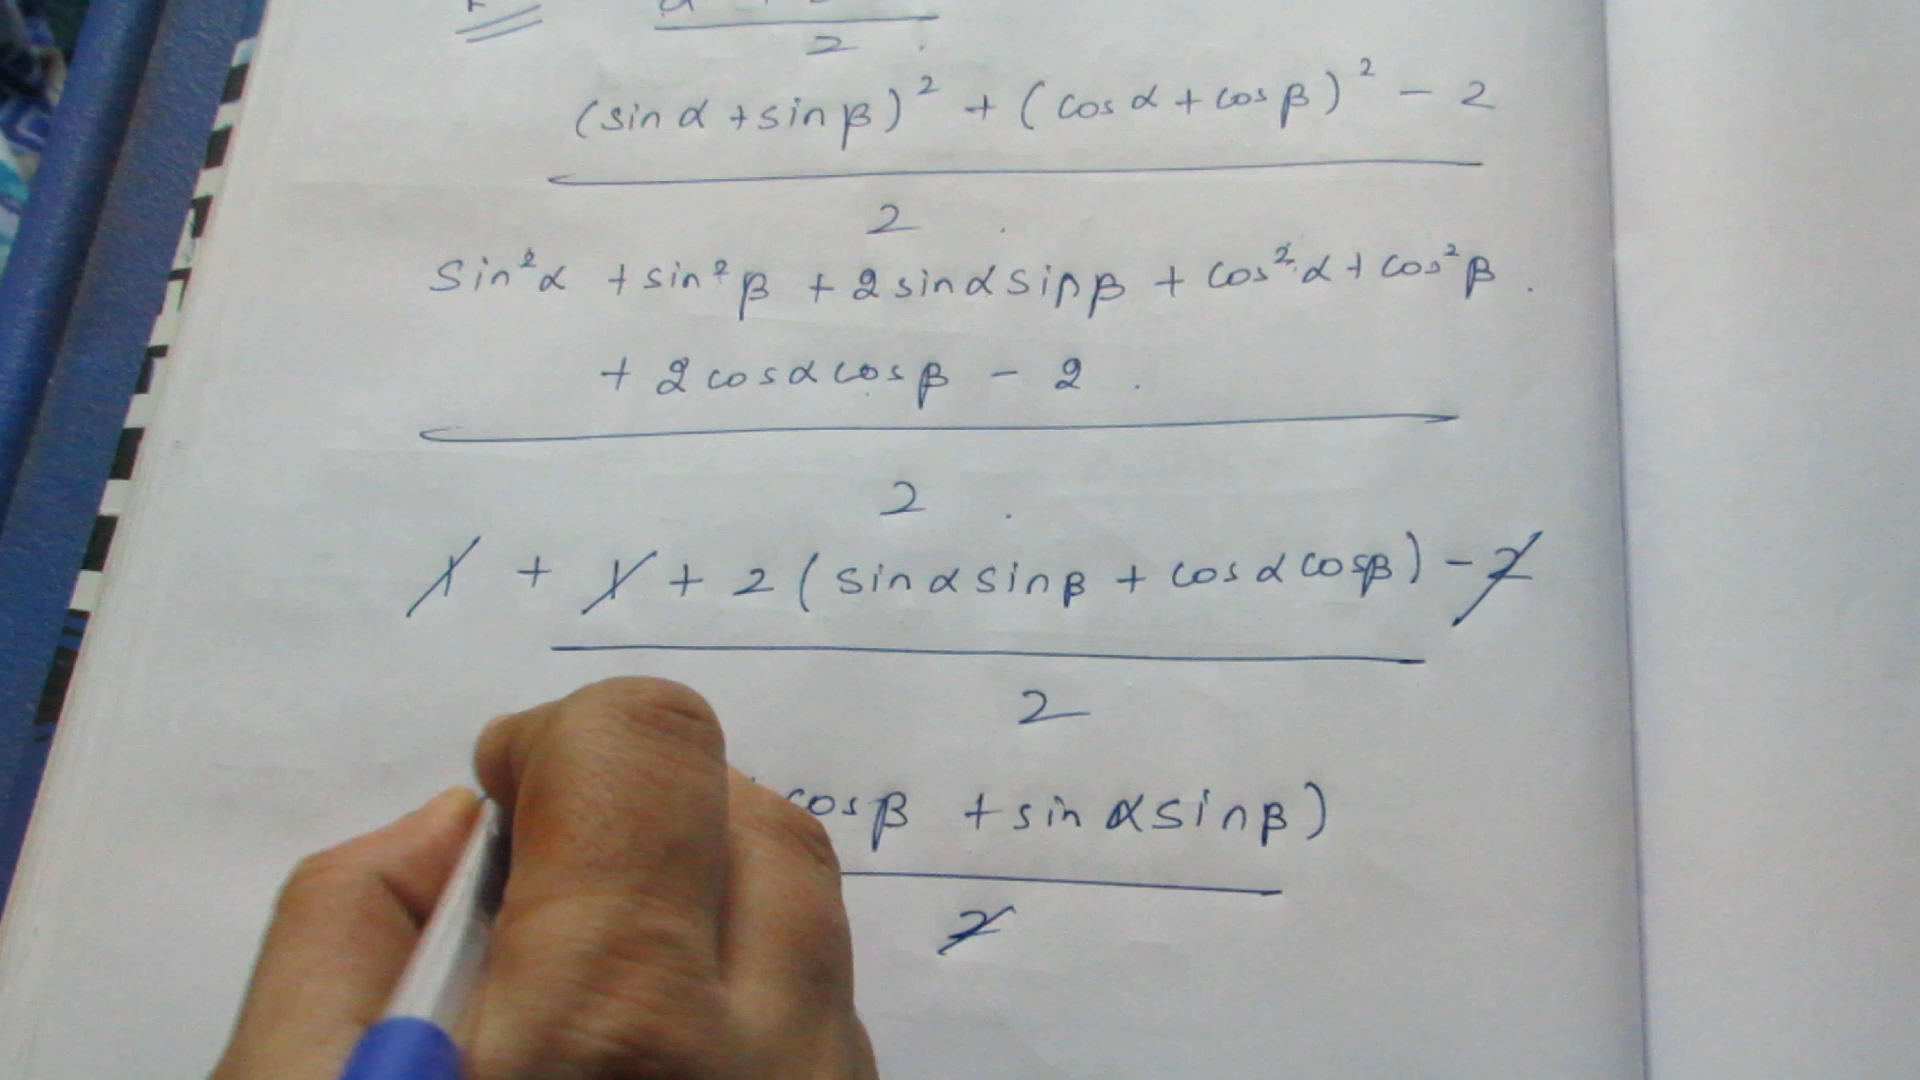 2
(sin α + sin β)² + (cos α + cos β)² - 2
2
sin²α + sin²β + 2 sin α sin β + cos²α + cos²β
+ 2 cos α cos β - 2
2
1 + 1 + 2 (sin α sin β + cos α cos β) - 2
2
cos β + sin α sin β)
2